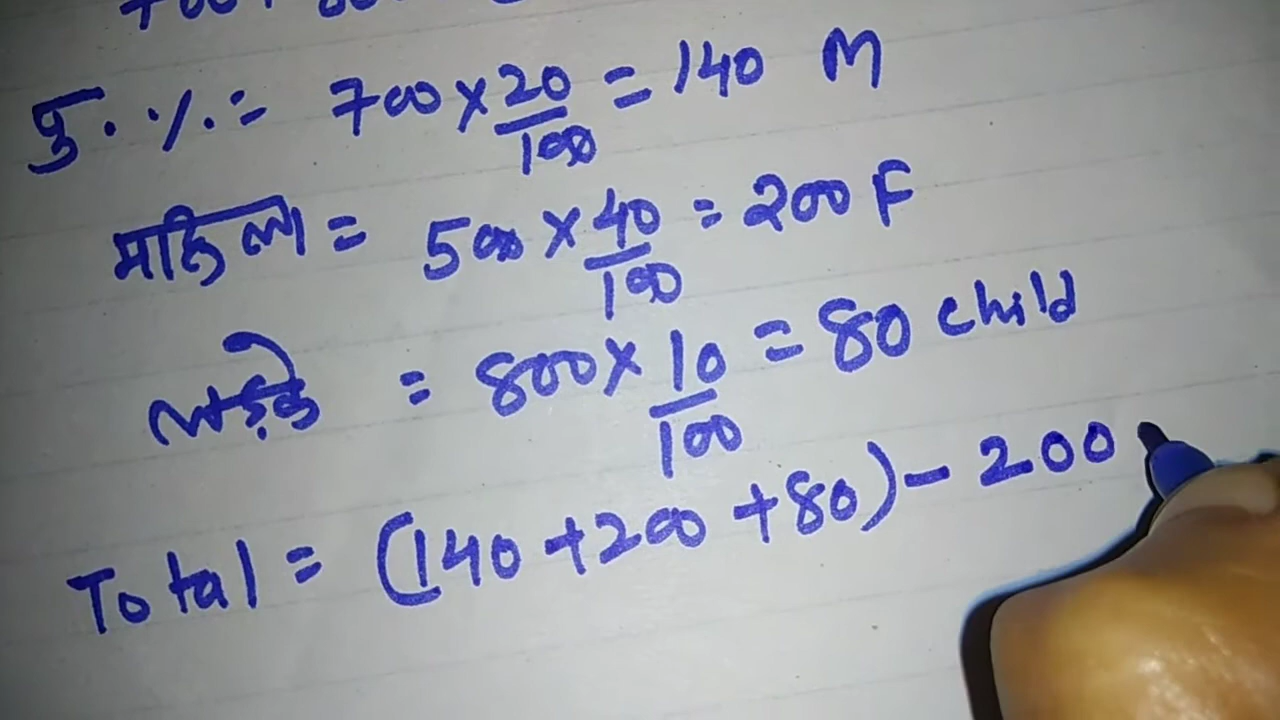 पु. %. = 700 × 20/100 = 140 M
महिला = 500 × 40/100 = 200 F
लड़के = 800 × 10/100 = 80 child
Total = (140 + 200 + 80) - 200